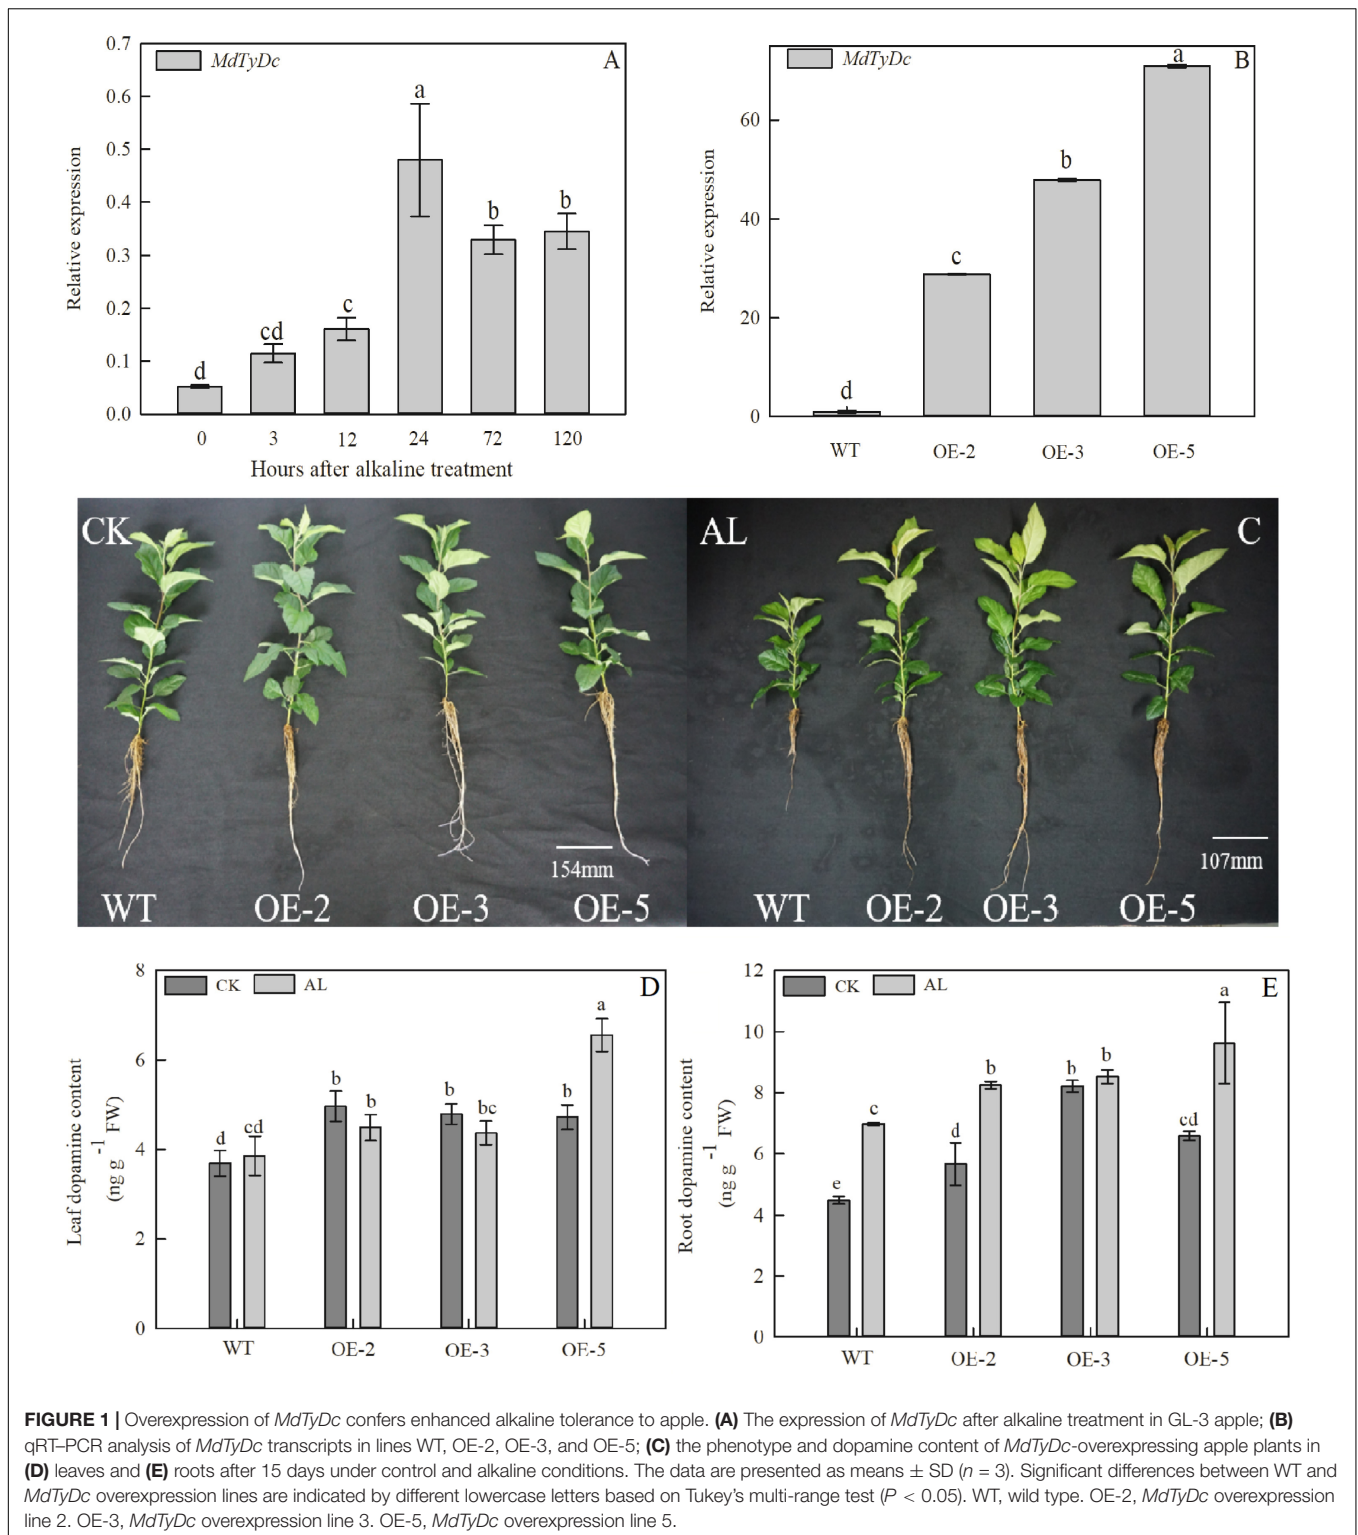 0.7
0.6
0.5
0.4
0.3
0.2
0.1
0.0
Relative expression
MdTyDc
A
d
cd
c
a
b
b
0
3
12
24
72
120
Hours after alkaline treatment
60
40
20
0
Relative expression
MdTyDc
B
d
c
b
a
WT
OE-2
OE-3
OE-5
CK
154mm
WT
OE-2
OE-3
OE-5
AL
C
107mm
WT
OE-2
OE-3
OE-5
8
6
4
2
0
Leaf dopamine content
(ng g -1 FW)
CK
AL
D
d
cd
b
b
b
bc
b
a
WT
OE-2
OE-3
OE-5
12
10
8
6
4
2
0
Root dopamine content
(ng g -1 FW)
CK
AL
E
e
c
d
b
b
b
cd
a
WT
OE-2
OE-3
OE-5
FIGURE 1 | Overexpression of MdTyDc confers enhanced alkaline tolerance to apple. (A) The expression of MdTyDc after alkaline treatment in GL-3 apple; (B)
qRT–PCR analysis of MdTyDc transcripts in lines WT, OE-2, OE-3, and OE-5; (C) the phenotype and dopamine content of MdTyDc-overexpressing apple plants in
(D) leaves and (E) roots after 15 days under control and alkaline conditions. The data are presented as means ± SD (n = 3). Significant differences between WT and
MdTyDc overexpression lines are indicated by different lowercase letters based on Tukey's multi-range test (P < 0.05). WT, wild type. OE-2, MdTyDc overexpression
line 2. OE-3, MdTyDc overexpression line 3. OE-5, MdTyDc overexpression line 5.